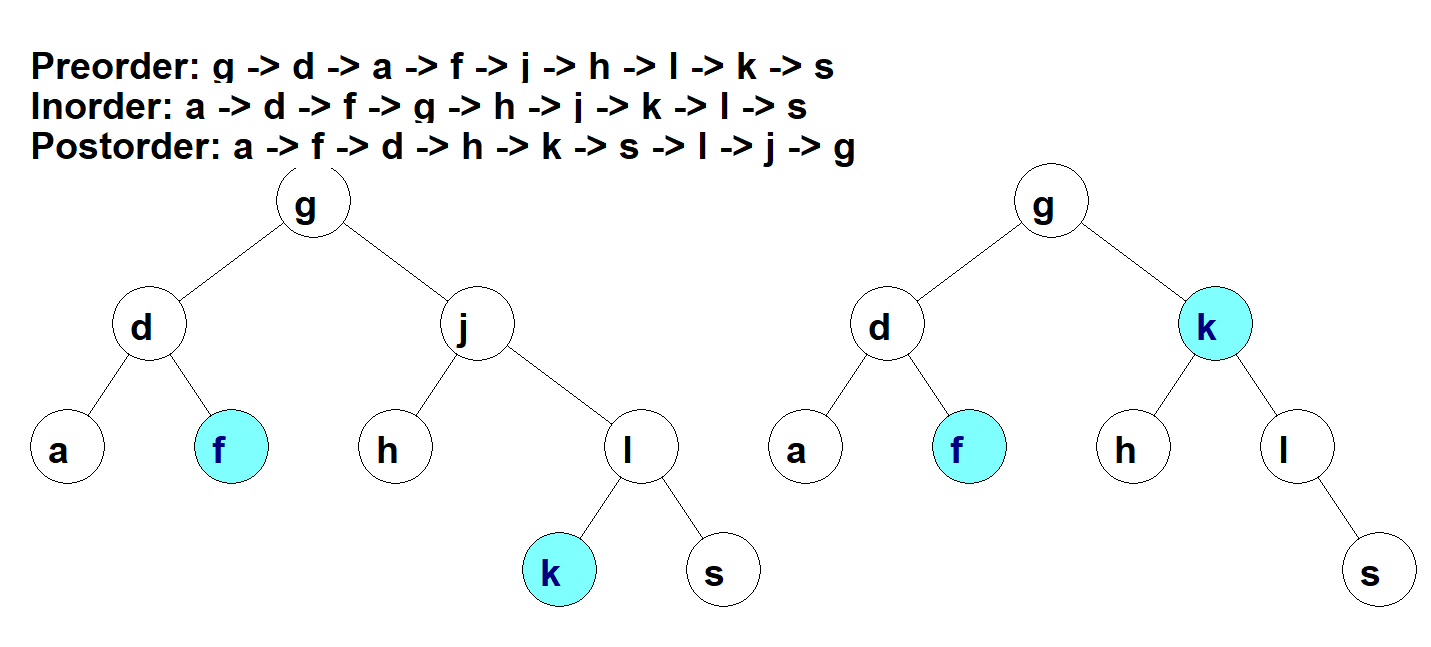 Preorder: g -> d -> a -> f -> j -> h -> l -> k -> s
Inorder: a -> d -> f -> g -> h -> j -> k -> l -> s
Postorder: a -> f -> d -> h -> k -> s -> l -> j -> g
g
g
d
j
d
k
a
f
h
l
a
f
h
l
k
s
s